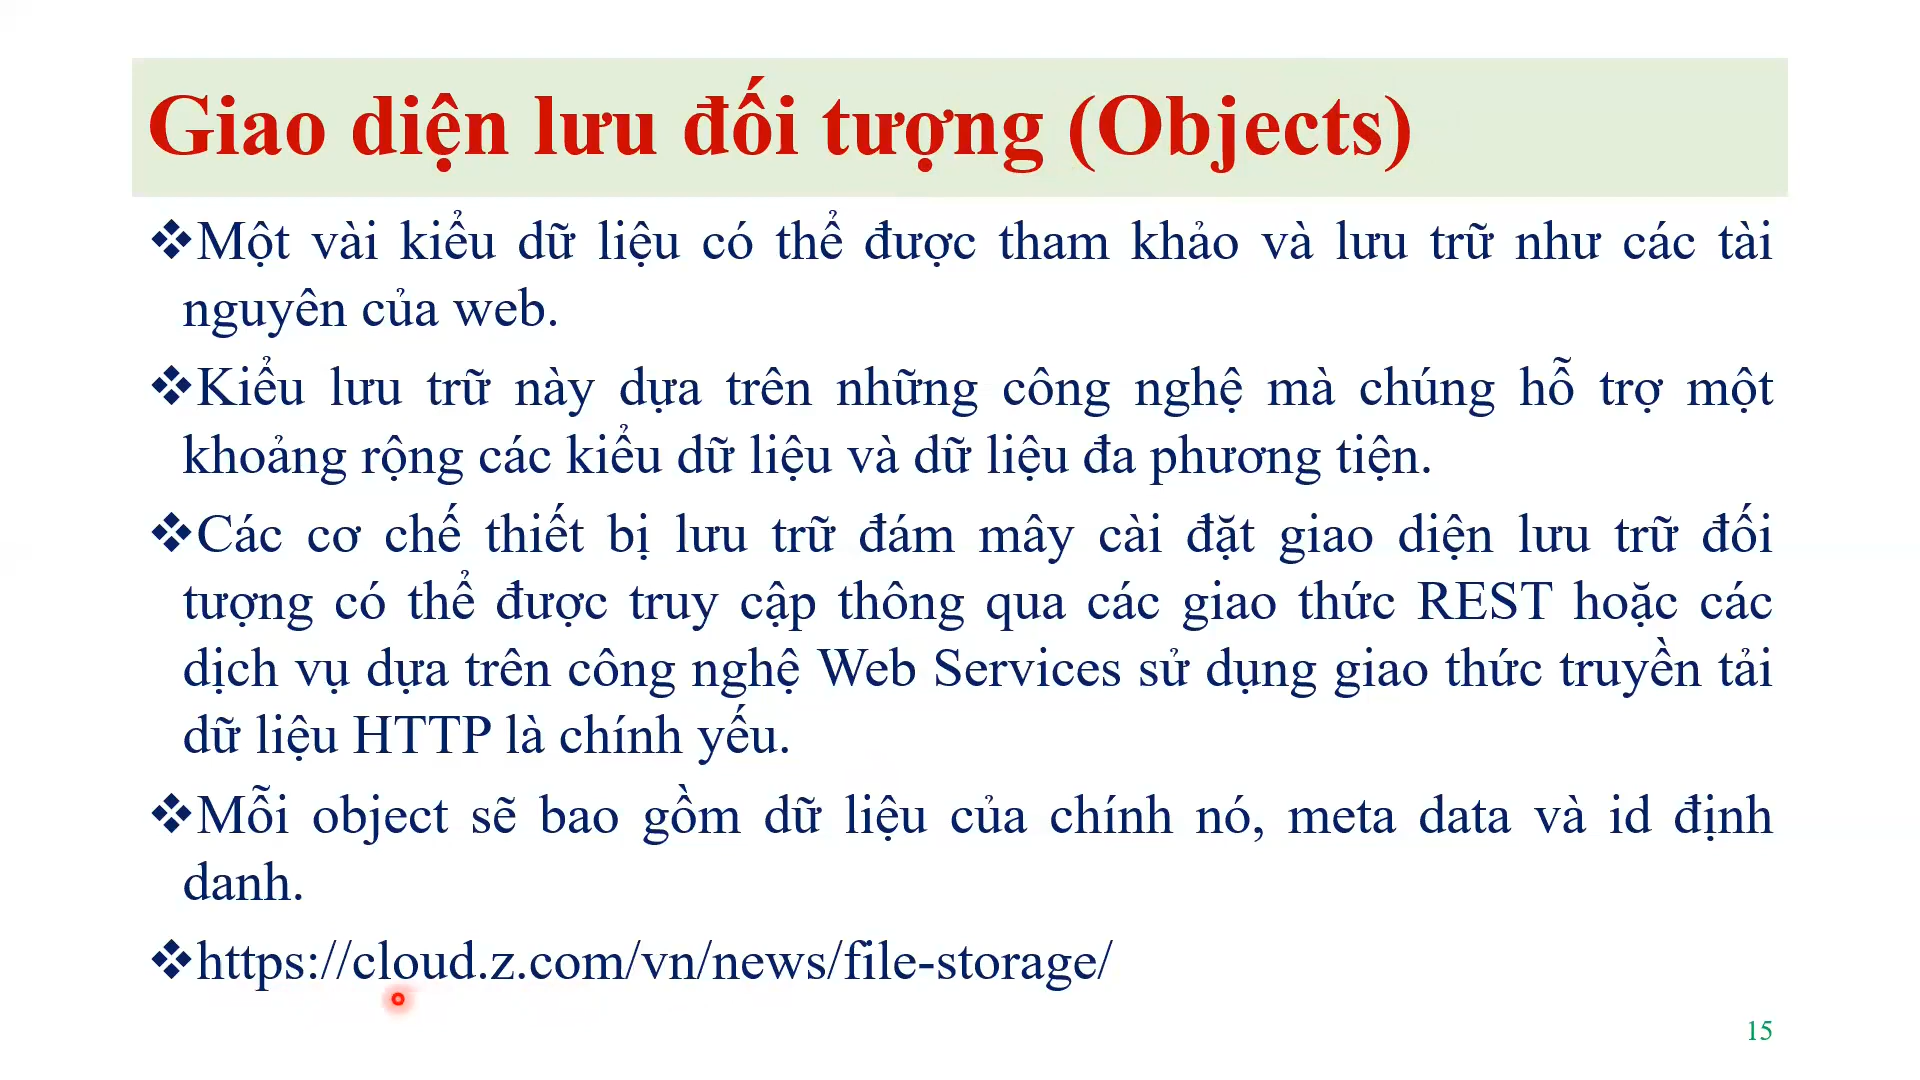 Giao diện lưu đối tượng (Objects)
❖Một vài kiểu dữ liệu có thể được tham khảo và lưu trữ như các tài
nguyên của web.
❖Kiểu lưu trữ này dựa trên những công nghệ mà chúng hỗ trợ một
khoảng rộng các kiểu dữ liệu và dữ liệu đa phương tiện.
❖Các cơ chế thiết bị lưu trữ đám mây cài đặt giao diện lưu trữ đối
tượng có thể được truy cập thông qua các giao thức REST hoặc các
dịch vụ dựa trên công nghệ Web Services sử dụng giao thức truyền tải
dữ liệu HTTP là chính yếu.
❖Mỗi object sẽ bao gồm dữ liệu của chính nó, meta data và id định
danh.
❖https://cloud.z.com/vn/news/file-storage/
15